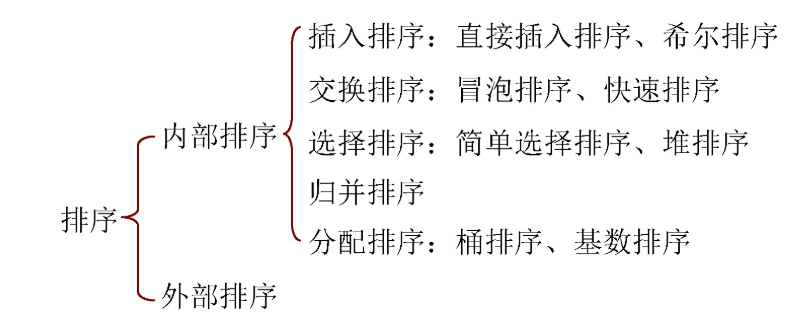 插入排序：直接插入排序、希尔排序
交换排序：冒泡排序、快速排序
内部排序
选择排序：简单选择排序、堆排序
归并排序
排序
分配排序：桶排序、基数排序
外部排序